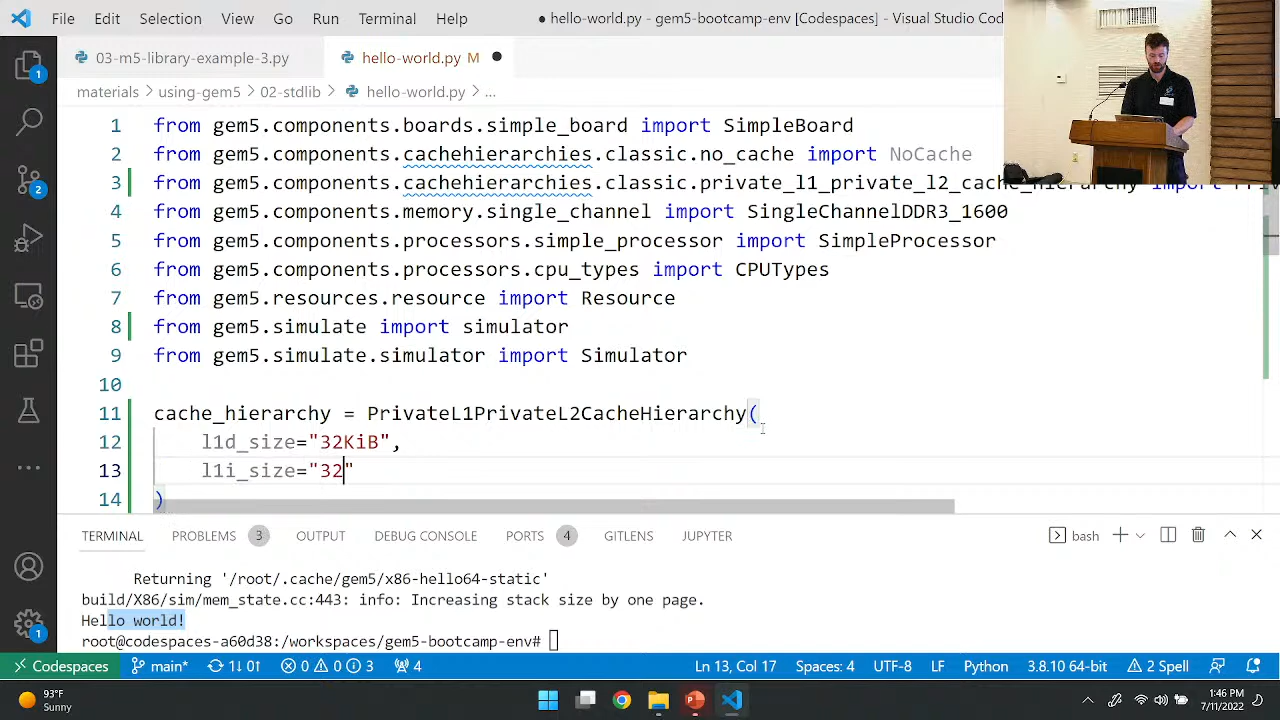 File Edit Selection View Go Run Terminal Help
● hello-world.py - gem5-bootcamp-env [Codespaces] - Visual Studio Cod
03-m5-library-example-3.py
hello-world.py M ●
materials > using-gem5 > 02-stdlib > hello-world.py > ...
1 from gem5.components.boards.simple_board import SimpleBoard
2 from gem5.components.cachehierarchies.classic.no_cache import NoCache
3 from gem5.components.cachehierarchies.classic.private_l1_private_l2_cache_hierarchy import
4 from gem5.components.memory.single_channel import SingleChannelDDR3_1600
5 from gem5.components.processors.simple_processor import SimpleProcessor
6 from gem5.components.processors.cpu_types import CPUTypes
7 from gem5.resources.resource import Resource
8 from gem5.simulate import simulator
9 from gem5.simulate.simulator import Simulator
10
11 cache_hierarchy = PrivateL1PrivateL2CacheHierarchy(
12 l1d_size="32KiB",
13 l1i_size="32"
14 )
TERMINAL PROBLEMS 3 OUTPUT DEBUG CONSOLE PORTS 4 GITLENS JUPYTER bash
Returning '/root/.cache/gem5/x86-hello64-static'
build/X86/sim/mem_state.cc:443: info: Increasing stack size by one page.
Hello world!
root@codespaces-a60d38:/workspaces/gem5-bootcamp-env#
1
2
1
Codespaces main* 1↓ 0↑ 0 0 3 4 Ln 13, Col 17 Spaces: 4 UTF-8 LF Python 3.8.10 64-bit 2 Spell
93°F
Sunny
1:46 PM
7/11/2022